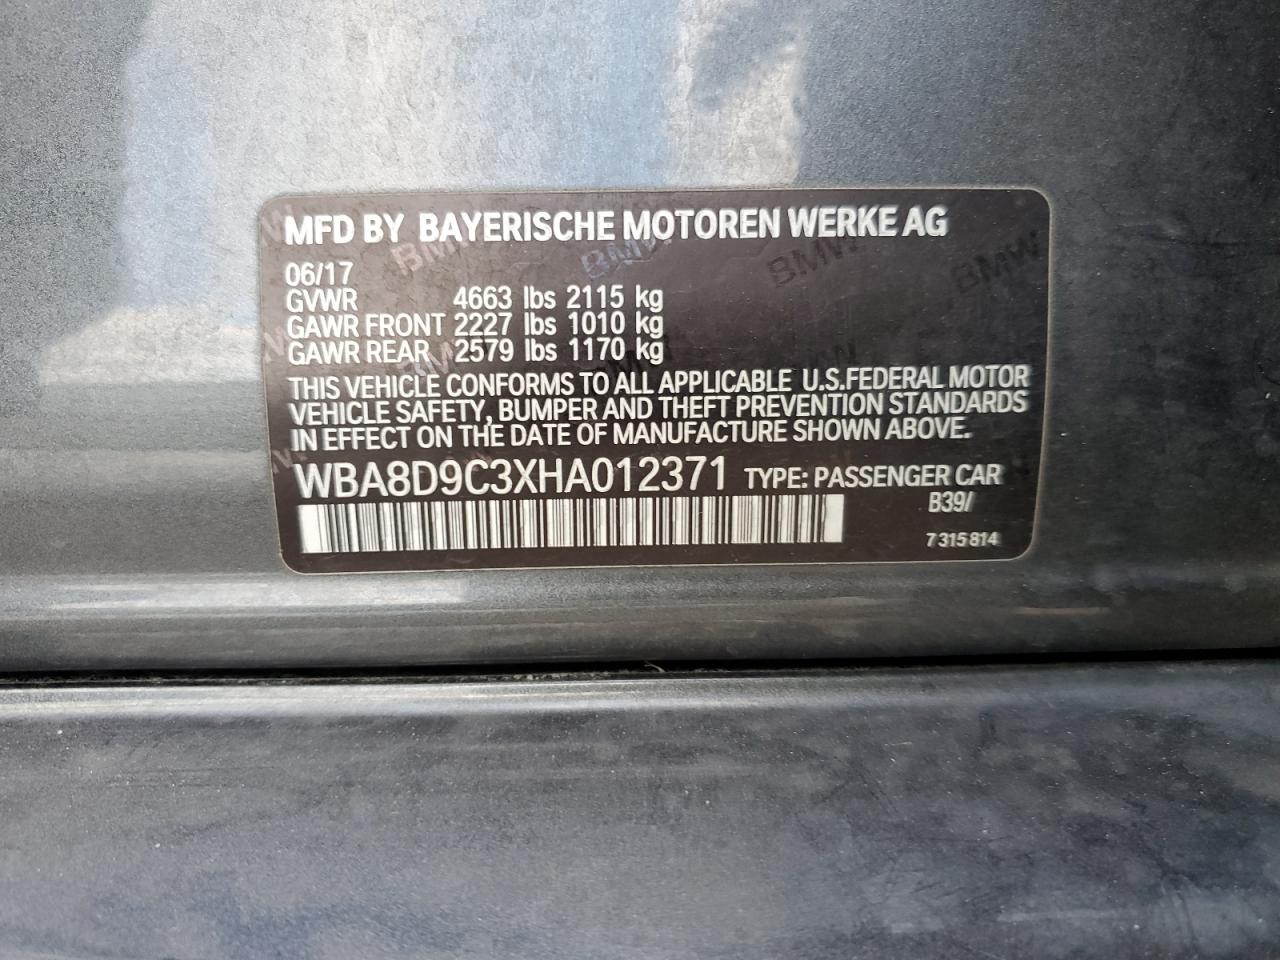 MFD BY BAYERISCHE MOTOREN WERKE AG
06/17
GVWR 4663 lbs 2115 kg
GAWR FRONT 2227 lbs 1010 kg
GAWR REAR 2579 lbs 1170 kg
THIS VEHICLE CONFORMS TO ALL APPLICABLE U.S.FEDERAL MOTOR
VEHICLE SAFETY, BUMPER AND THEFT PREVENTION STANDARDS
IN EFFECT ON THE DATE OF MANUFACTURE SHOWN ABOVE.
WBA8D9C3XHA012371 TYPE: PASSENGER CAR
B39/
7 315 814